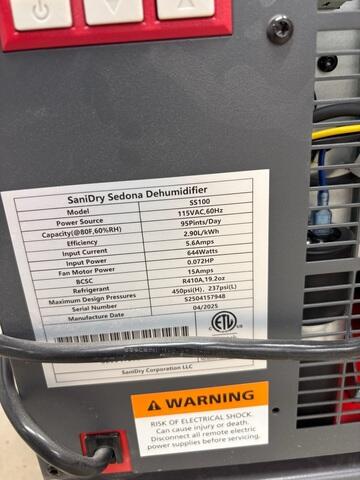 SaniDry Sedona Dehumidifier
Model SS100
Power Source 115VAC,60Hz
Capacity(@80F,60%RH) 95Pints/Day
Efficiency 2.90L/kWh
Input Current 5.6Amps
Input Power 644Watts
Fan Motor Power 0.072HP
BCSC 15Amps
Refrigerant R410A,19.2oz
Maximum Design Pressures 450psi(H), 237psi(L)
Serial Number S2504157948
Manufacture Date 04/2025
ETL
SaniDry Corporation LLC
WARNING
RISK OF ELECTRICAL SHOCK.
Can cause injury or death.
Disconnect all remote electric
power supplies before servicing.